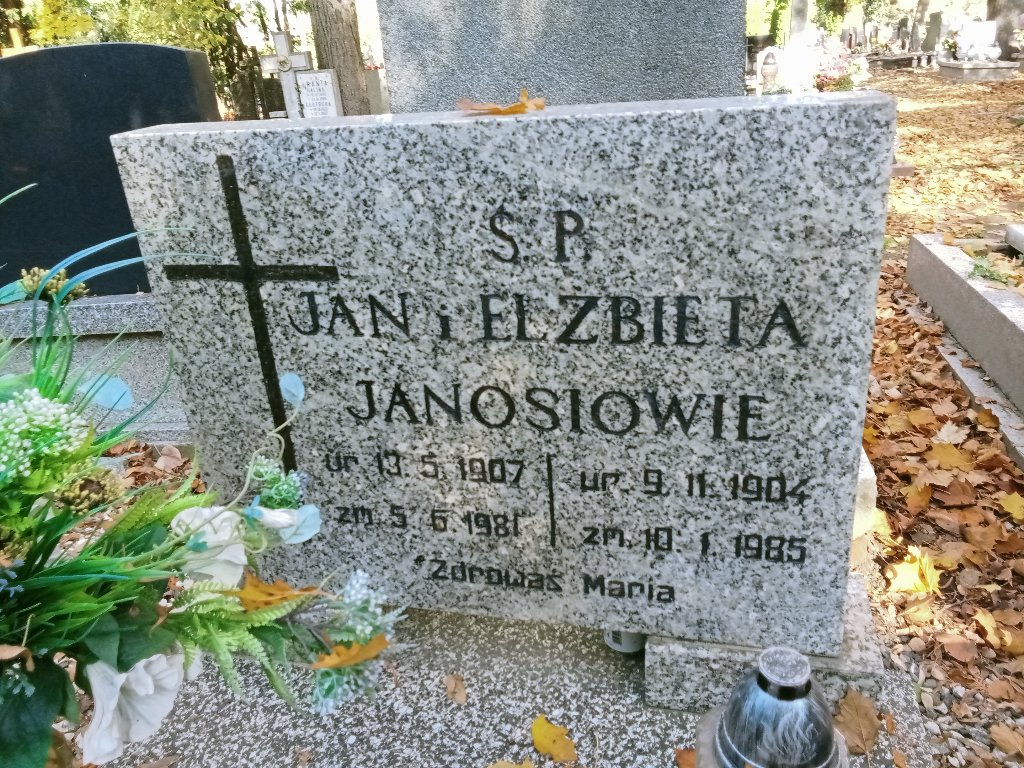 Ś. P.
JAN i ELZBIETA
JANOSIOWIE
ur. 13. 5. 1907 ur. 9. 11. 1904
zm. 5. 6. 1981 zm. 10. 1. 1985
Zdrowaś Maria